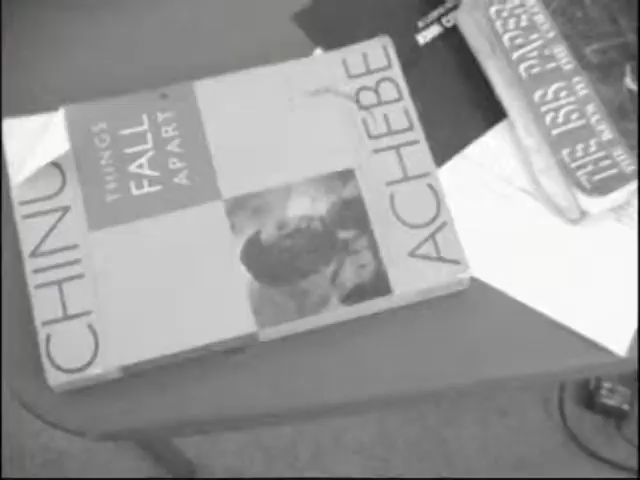 CHINU
THINGS
FALL
APART
ACHEBE
THE ISIS PAPERS